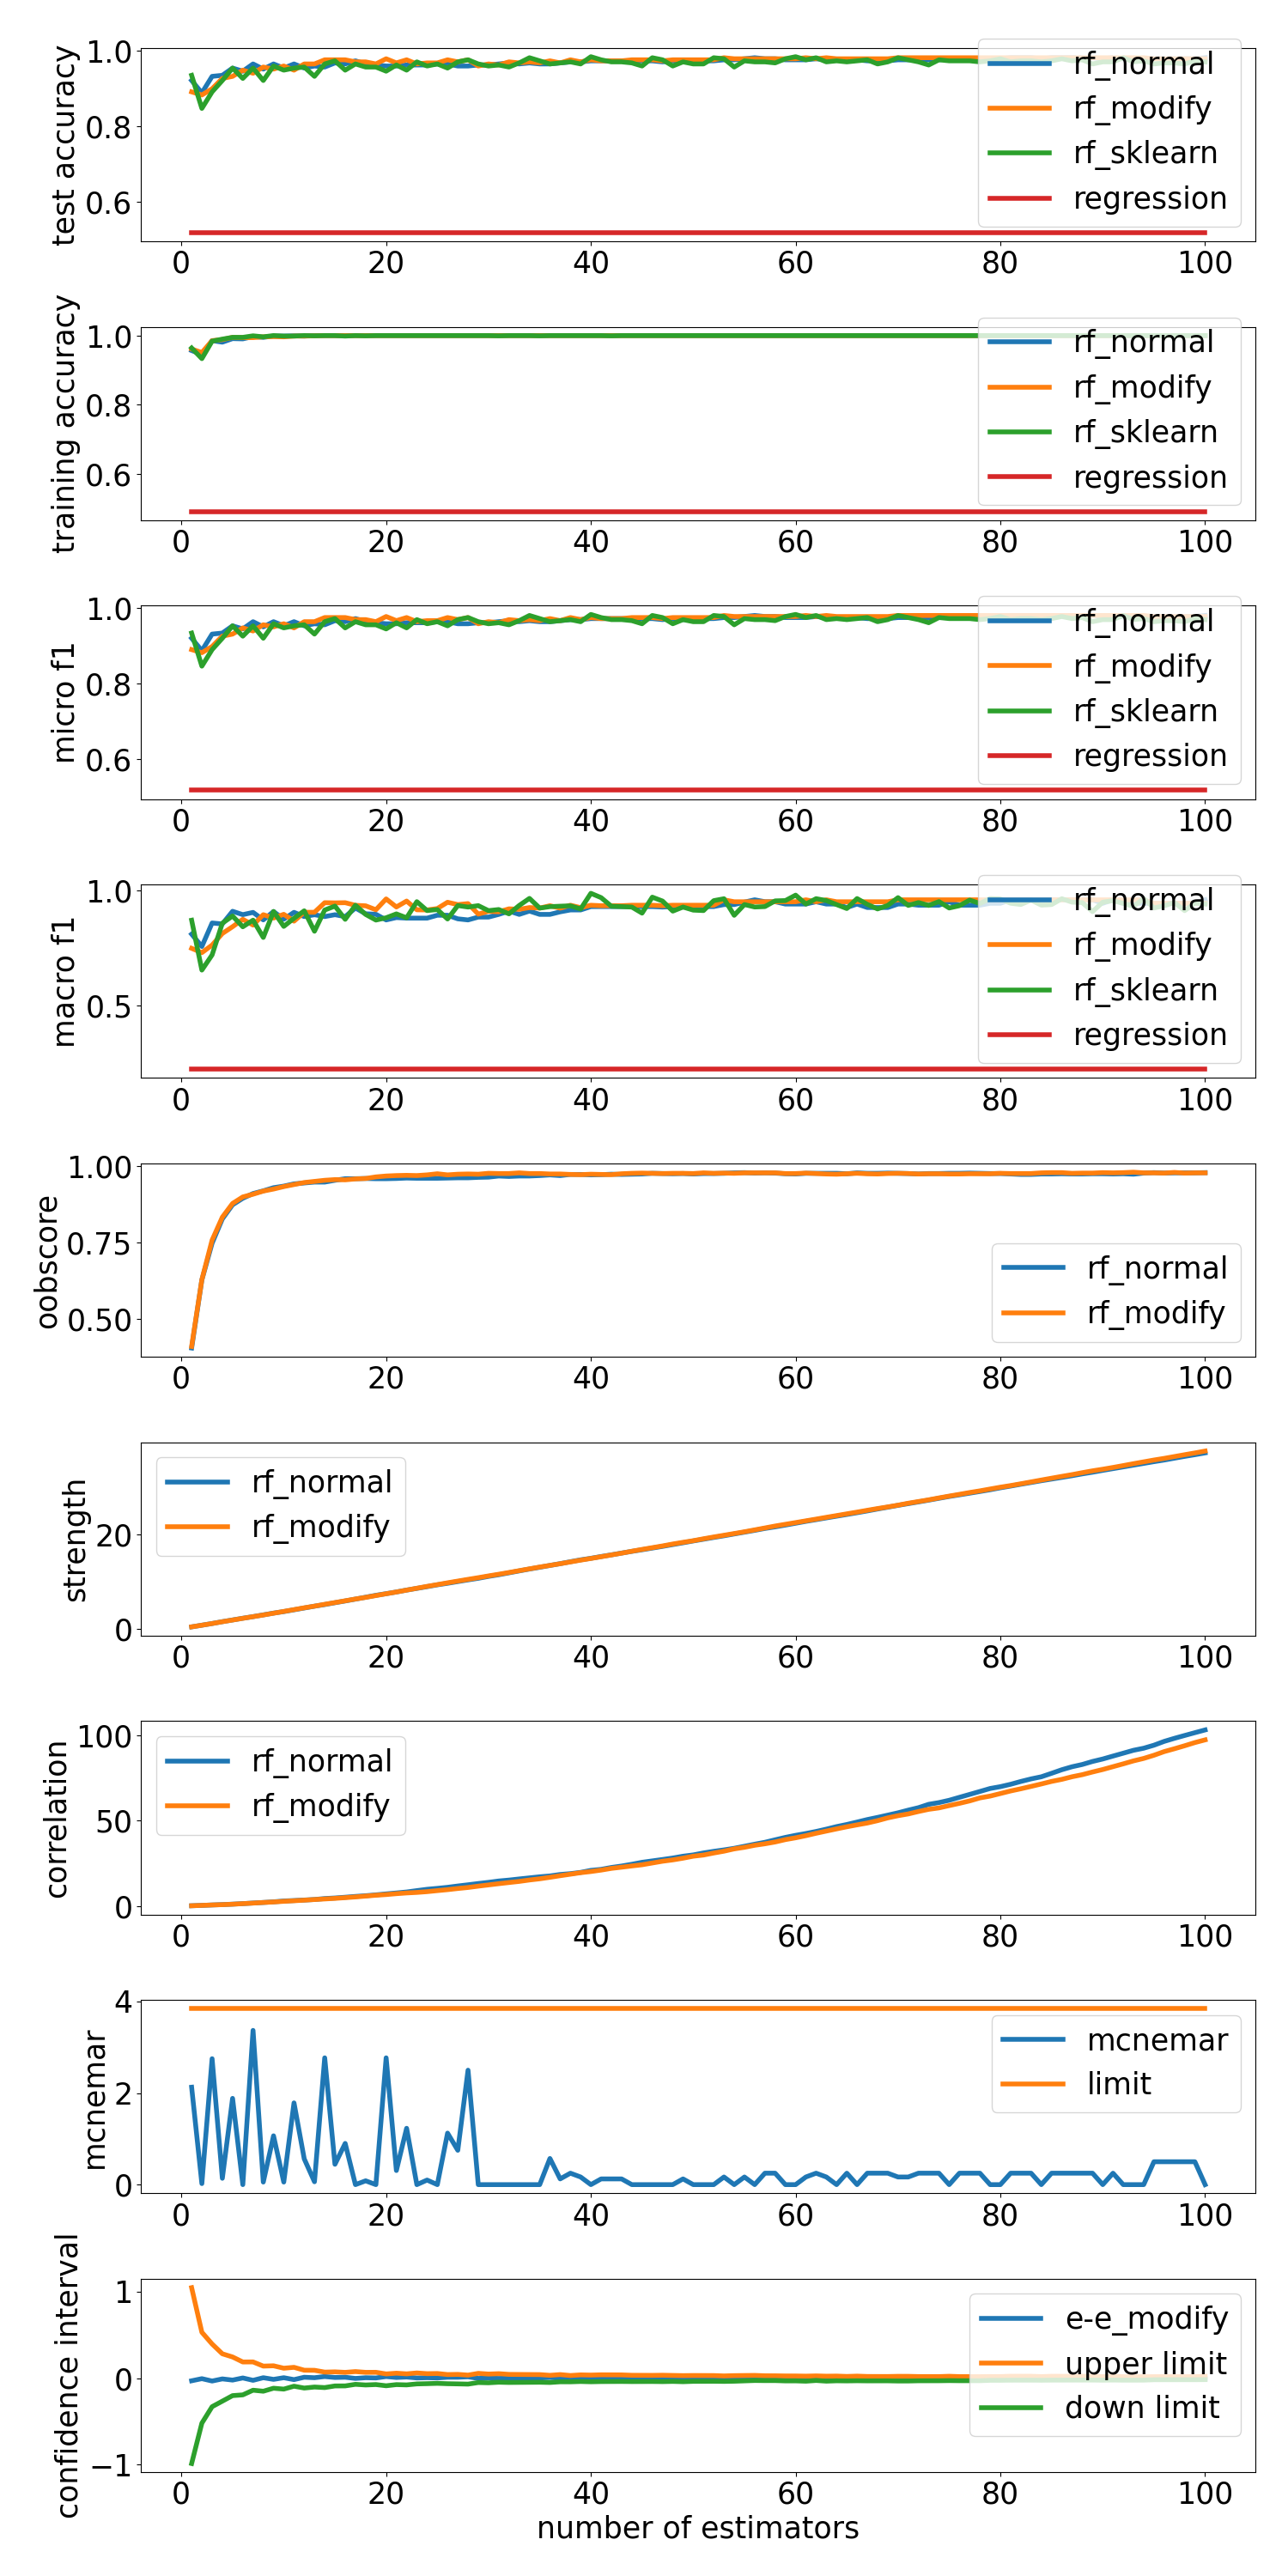 test accuracy
1.0
0.8
0.6
rf_normal
rf_modify
rf_sklearn
regression
0 20 40 60 80 100
training accuracy
1.0
0.8
0.6
rf_normal
rf_modify
rf_sklearn
regression
0 20 40 60 80 100
micro f1
1.0
0.8
0.6
rf_normal
rf_modify
rf_sklearn
regression
0 20 40 60 80 100
macro f1
1.0
0.5
rf_normal
rf_modify
rf_sklearn
regression
0 20 40 60 80 100
oobscore
1.00
0.75
0.50
rf_normal
rf_modify
0 20 40 60 80 100
strength
20
0
rf_normal
rf_modify
0 20 40 60 80 100
correlation
100
50
0
rf_normal
rf_modify
0 20 40 60 80 100
mcnemar
4
2
0
mcnemar
limit
0 20 40 60 80 100
confidence interval
1
0
−1
e-e_modify
upper limit
down limit
0 20 40 60 80 100
number of estimators